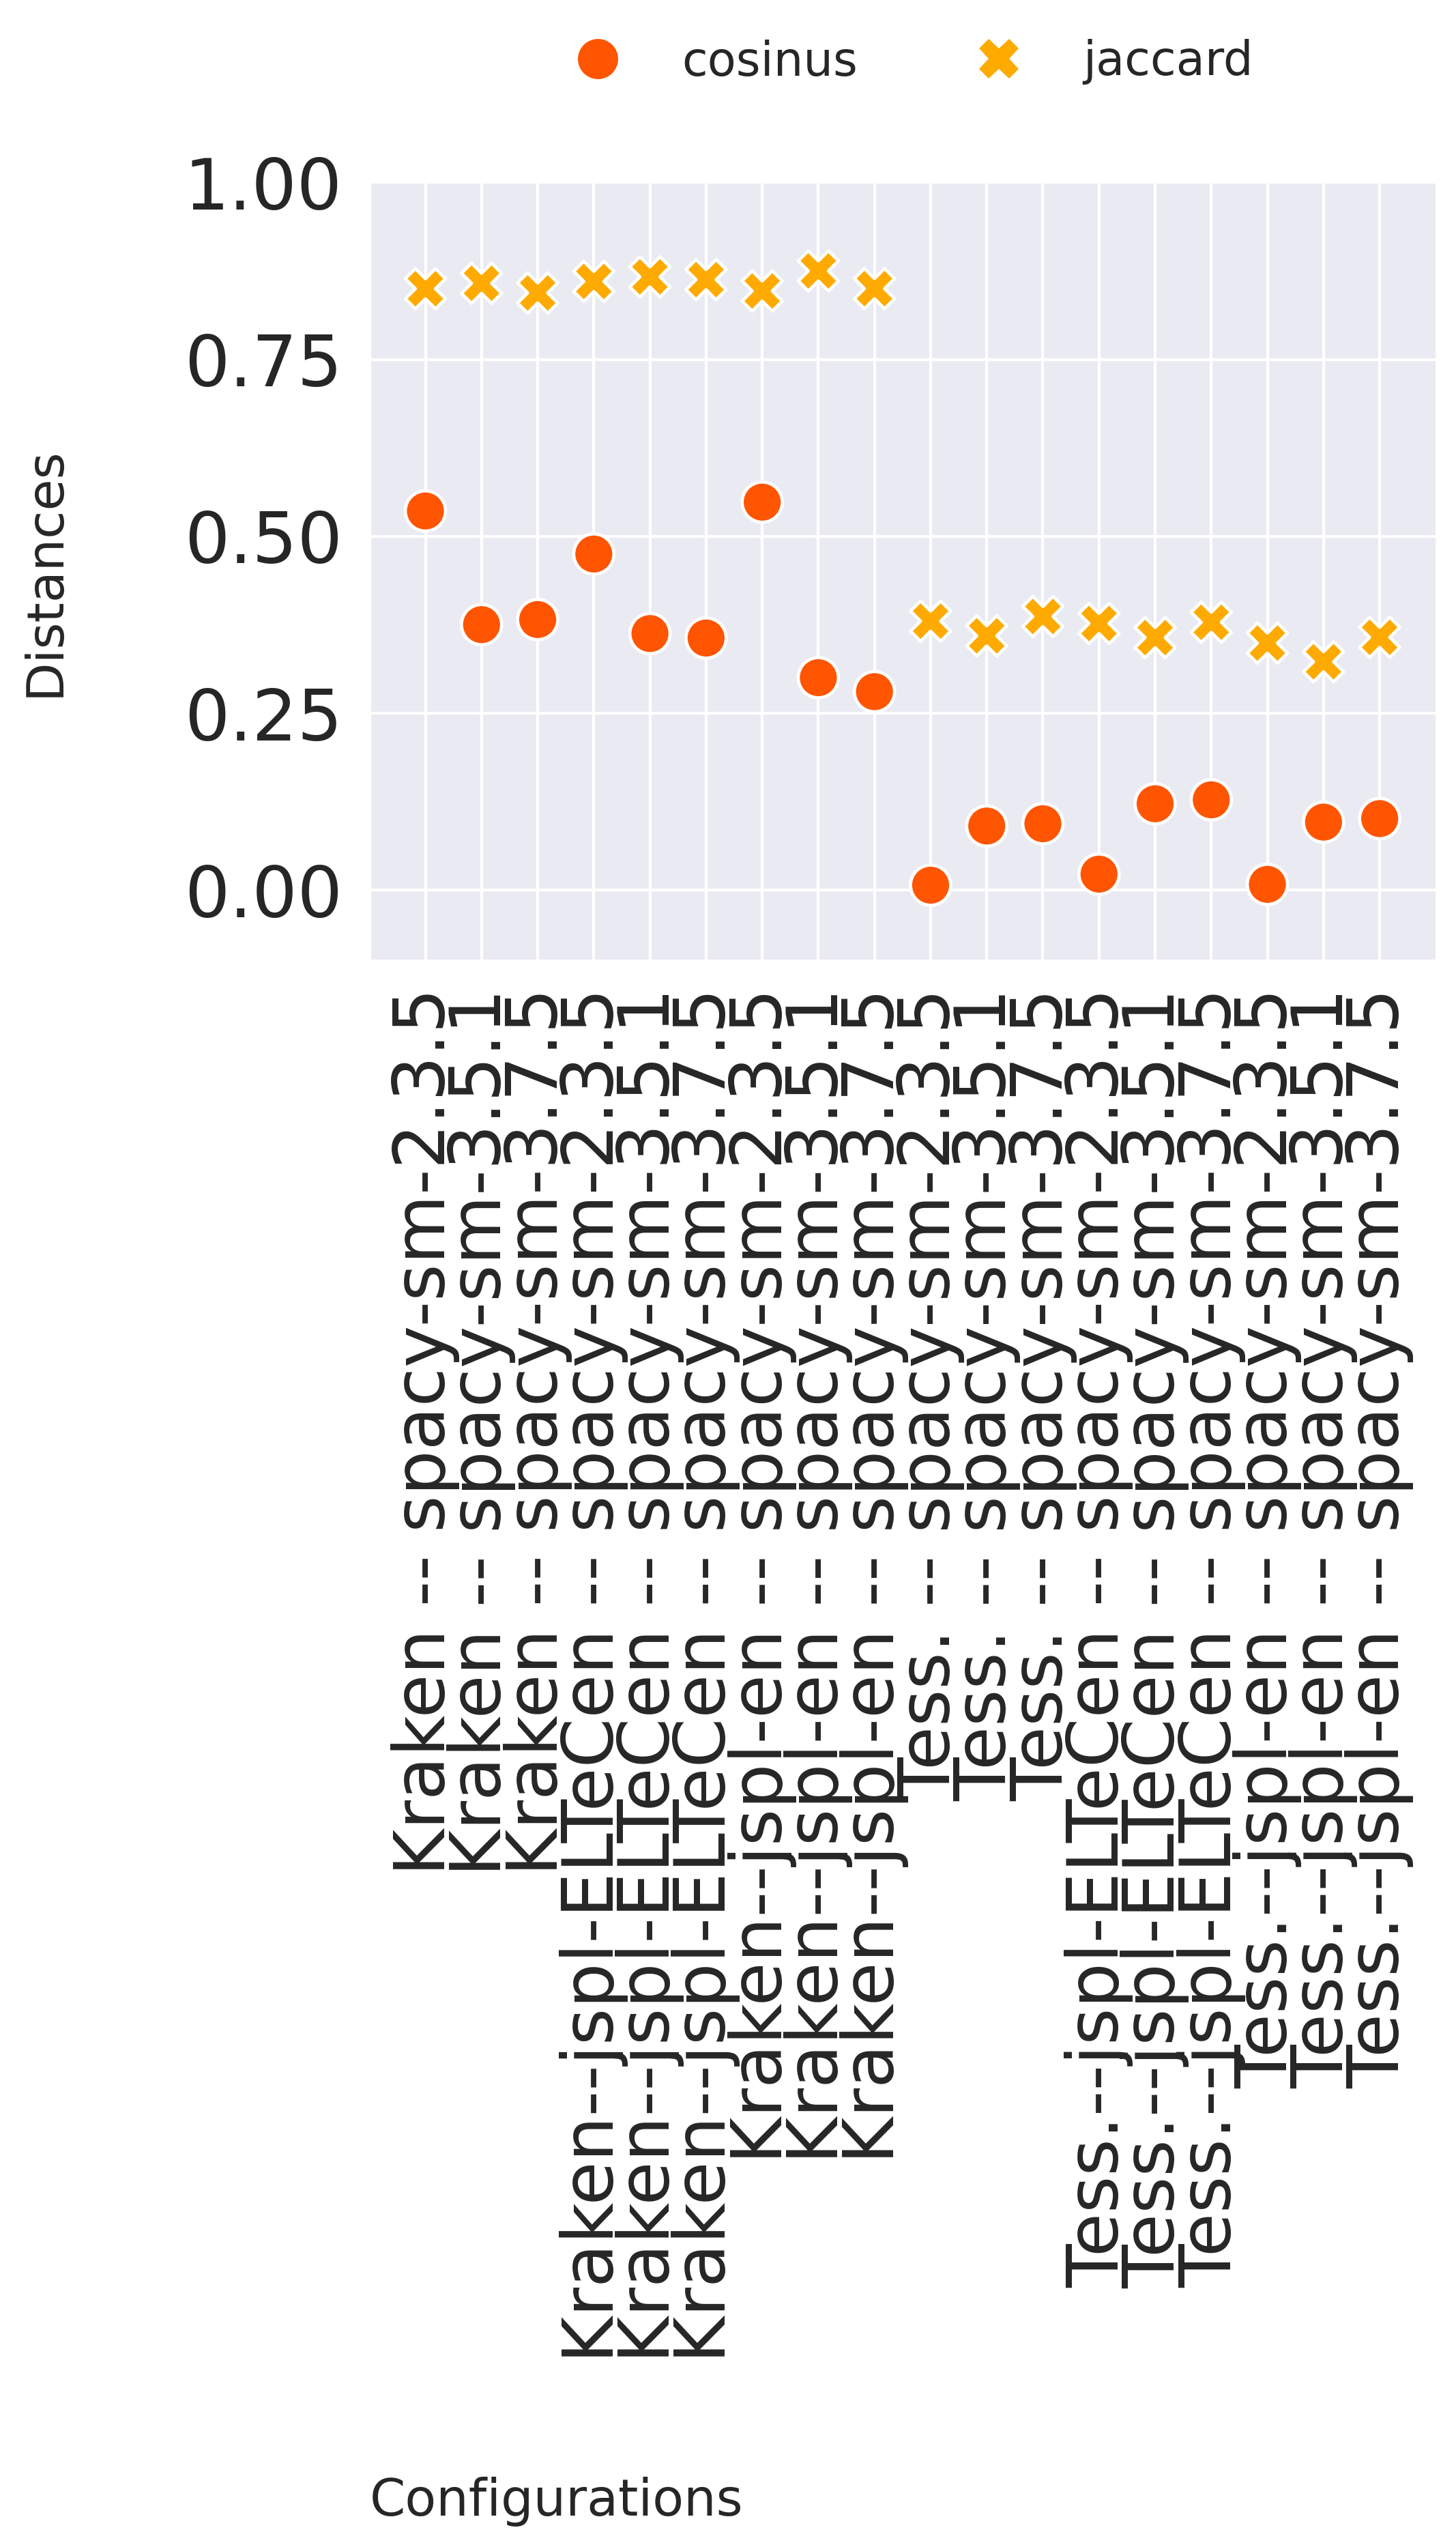 cosinus jaccard
1.00
0.75
0.50
0.25
0.00
Distances
Kraken -- spacy-sm-2.3.5
Kraken -- spacy-sm-3.5.1
Kraken -- spacy-sm-3.7.5
Kraken--jspl-ELTeCen -- spacy-sm-2.3.5
Kraken--jspl-ELTeCen -- spacy-sm-3.5.1
Kraken--jspl-ELTeCen -- spacy-sm-3.7.5
Kraken--jspl-en -- spacy-sm-2.3.5
Kraken--jspl-en -- spacy-sm-3.5.1
Kraken--jspl-en -- spacy-sm-3.7.5
Tess. -- spacy-sm-2.3.5
Tess. -- spacy-sm-3.5.1
Tess. -- spacy-sm-3.7.5
Tess.--jspl-ELTeCen -- spacy-sm-2.3.5
Tess.--jspl-ELTeCen -- spacy-sm-3.5.1
Tess.--jspl-ELTeCen -- spacy-sm-3.7.5
Tess.--jspl-en -- spacy-sm-2.3.5
Tess.--jspl-en -- spacy-sm-3.5.1
Tess.--jspl-en -- spacy-sm-3.7.5
Configurations